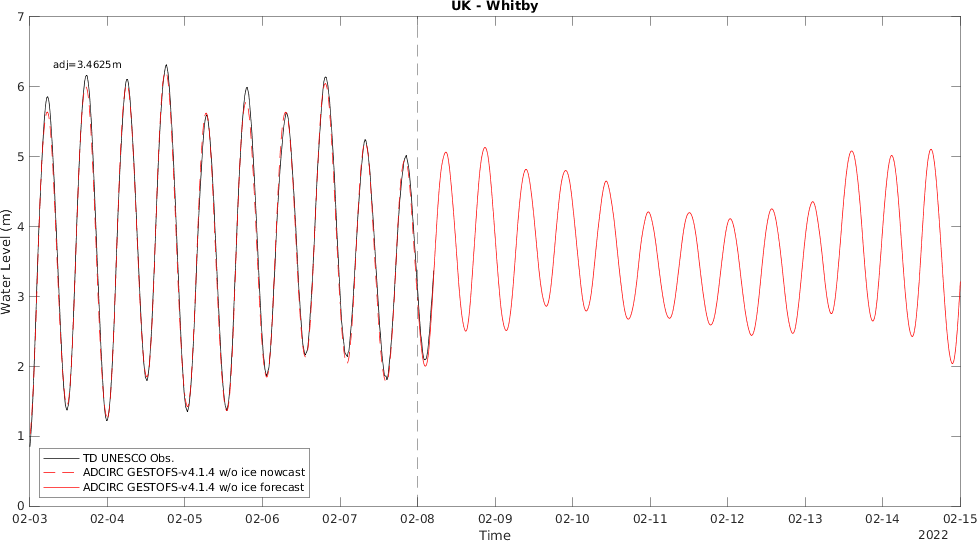 UK - Whitby
adj=3.4625m
Water Level (m)
7
6
5
4
3
2
1
0
TD UNESCO Obs.
ADCIRC GESTOFS-v4.1.4 w/o ice nowcast
ADCIRC GESTOFS-v4.1.4 w/o ice forecast
02-03 02-04 02-05 02-06 02-07 02-08 02-09 02-10 02-11 02-12 02-13 02-14 02-15
Time
2022